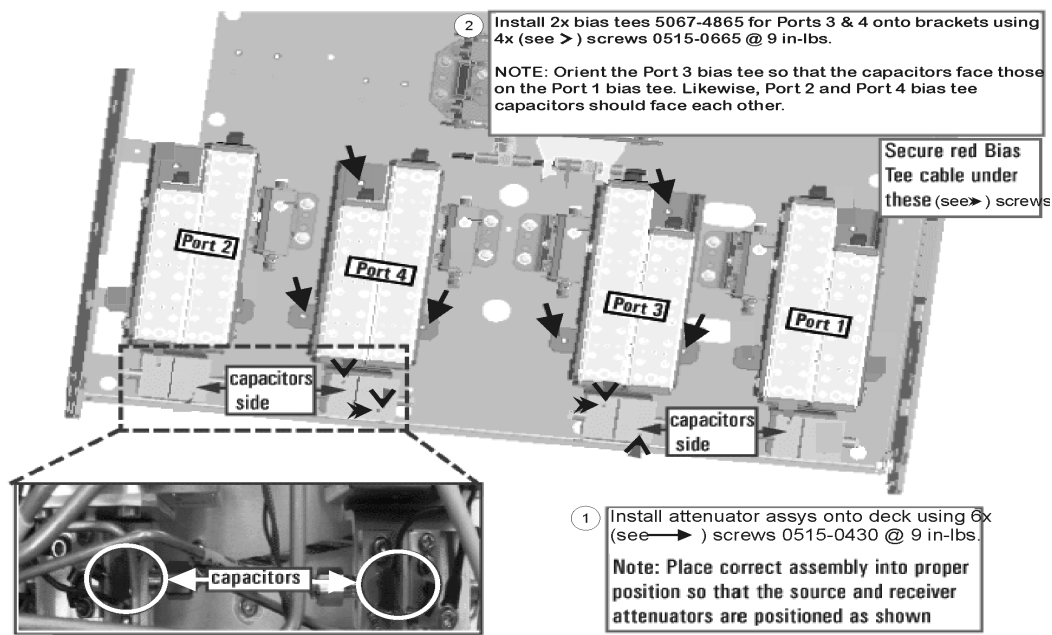 2
Install 2x bias tees 5067-4865 for Ports 3 & 4 onto brackets using
4x (see > ) screws 0515-0665 @ 9 in-lbs.
NOTE: Orient the Port 3 bias tee so that the capacitors face those
on the Port 1 bias tee. Likewise, Port 2 and Port 4 bias tee
capacitors should face each other.
Secure red Bias
Tee cable under
these (see ➤ ) screws
Port 2
Port 4
Port 3
Port 1
capacitors
side
capacitors
side
capacitors
1
Install attenuator assys onto deck using 6x
(see ⟶ ) screws 0515-0430 @ 9 in-lbs.
Note: Place correct assembly into proper
position so that the source and receiver
attenuators are positioned as shown